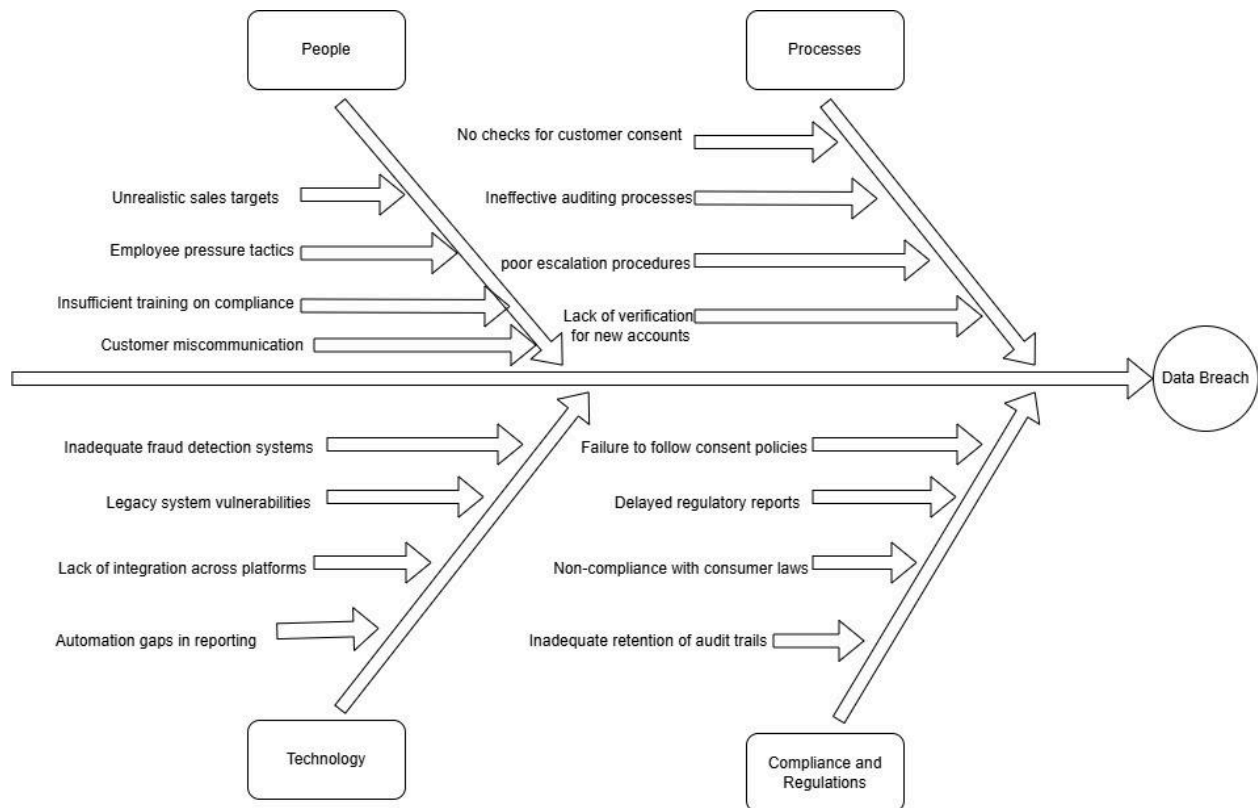 People
Processes
No checks for customer consent
Unrealistic sales targets
Ineffective auditing processes
Employee pressure tactics
poor escalation procedures
Insufficient training on compliance
Lack of verification
for new accounts
Customer miscommunication
Data Breach
Inadequate fraud detection systems
Failure to follow consent policies
Legacy system vulnerabilities
Delayed regulatory reports
Lack of integration across platforms
Non-compliance with consumer laws
Automation gaps in reporting
Inadequate retention of audit trails
Technology
Compliance and
Regulations